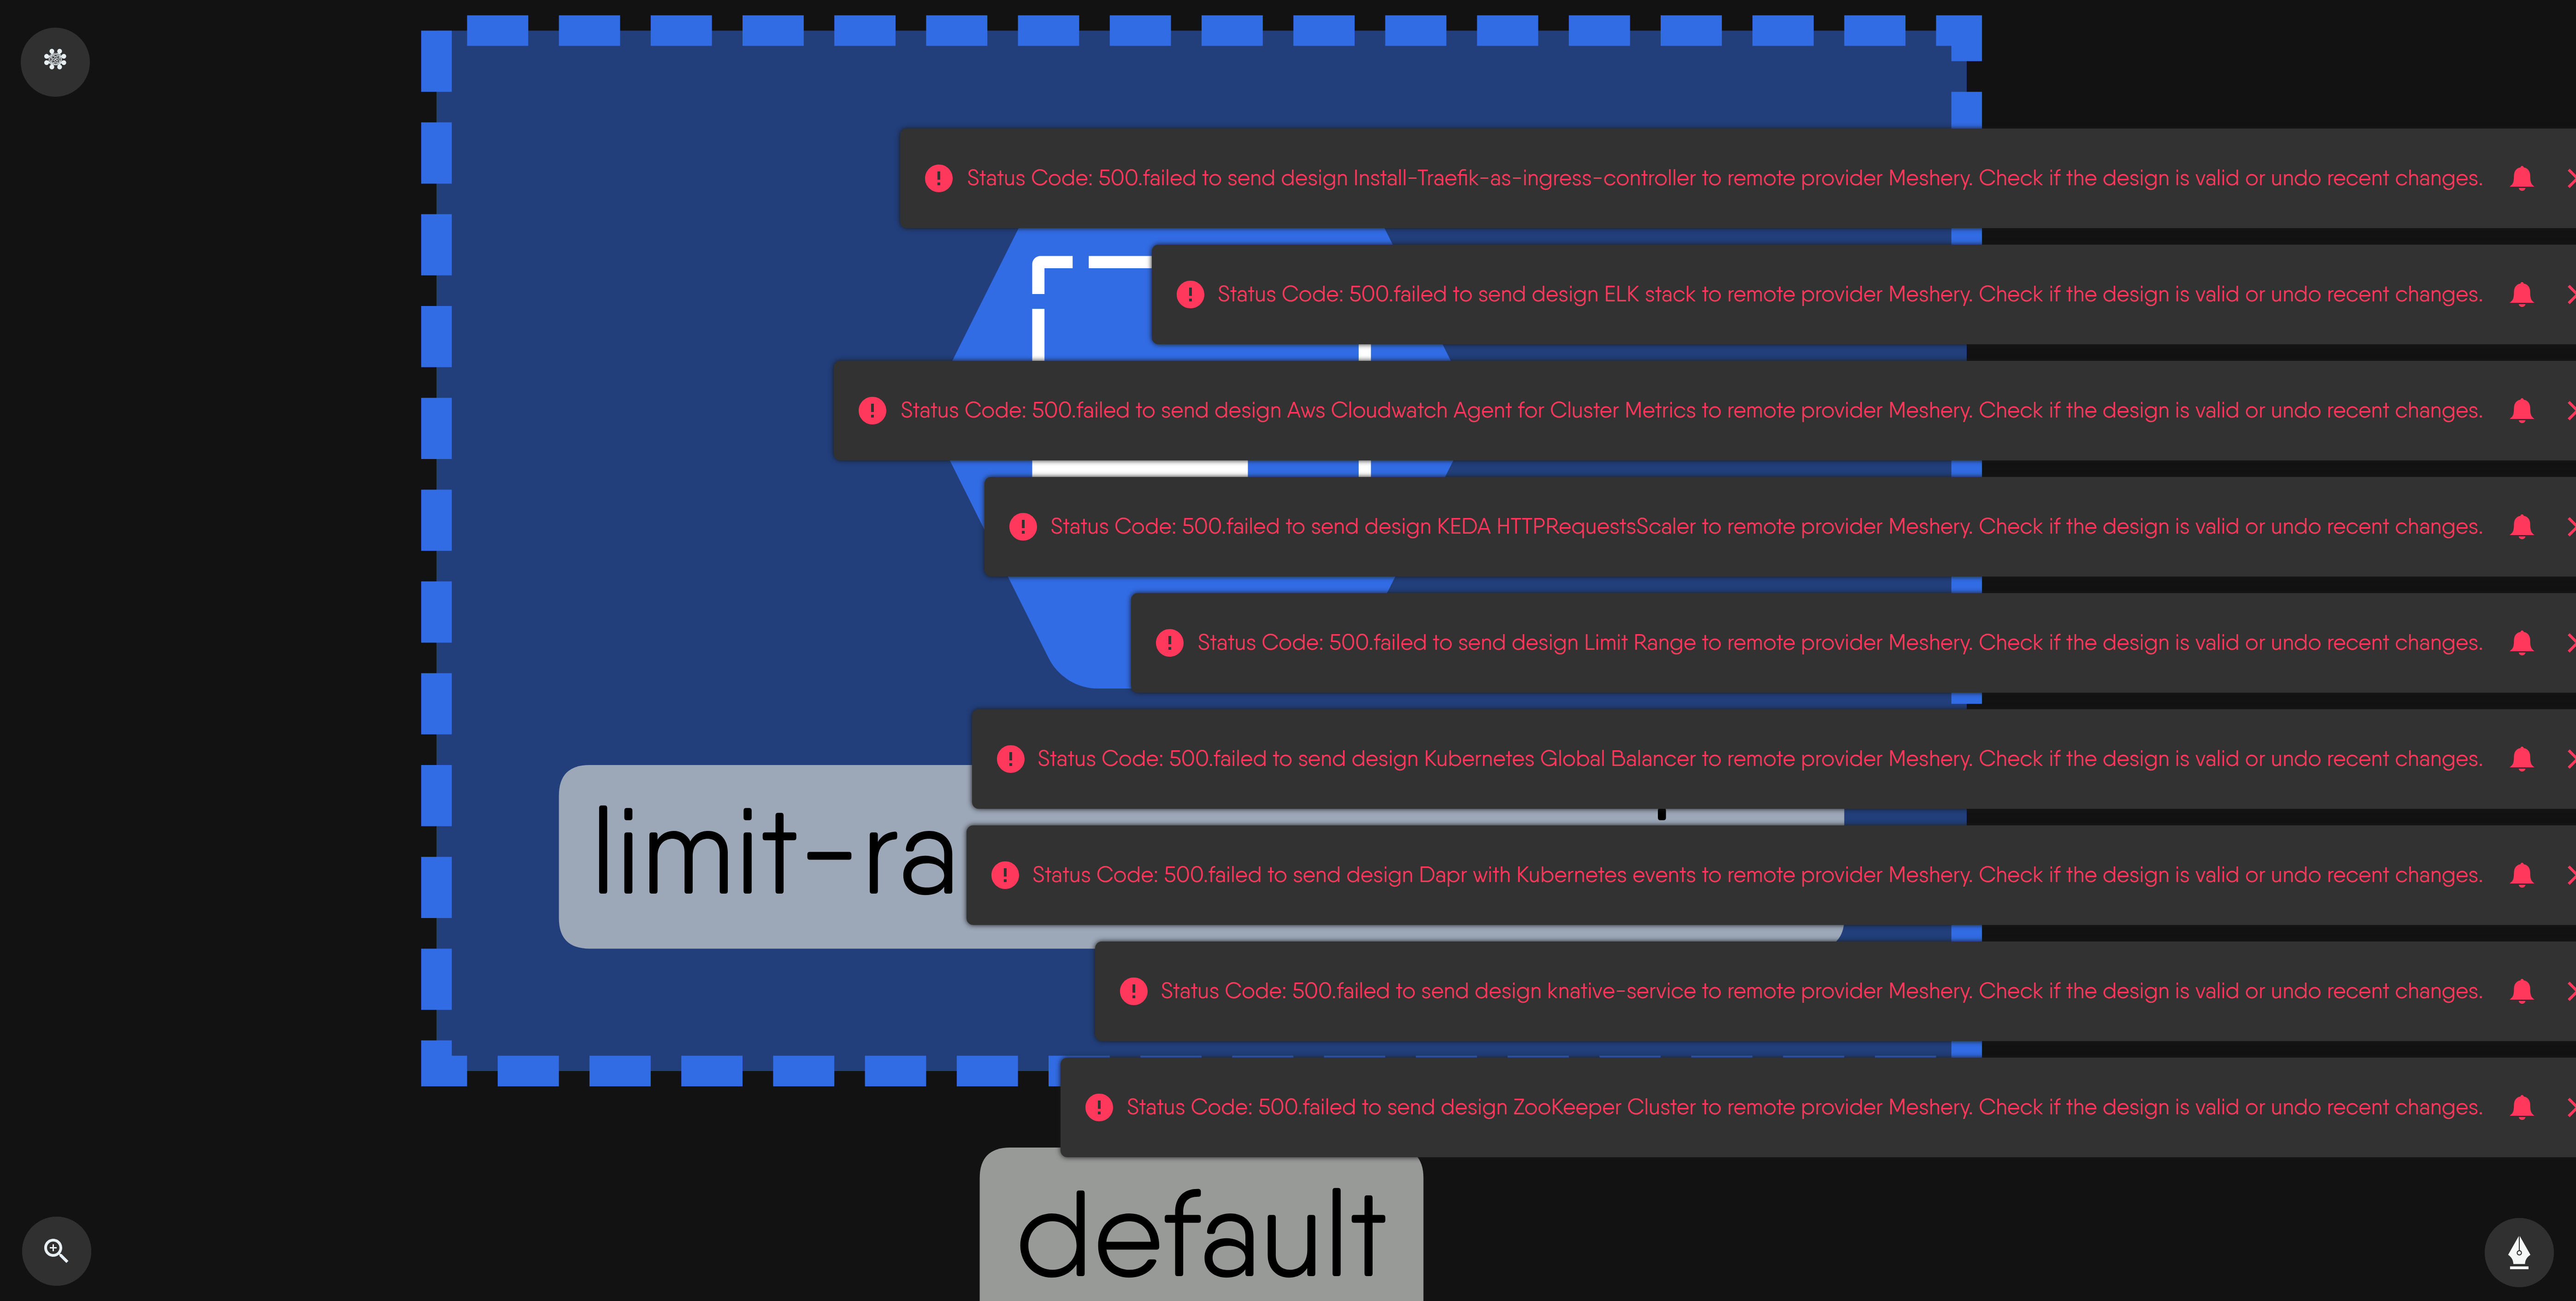 Status Code: 500.failed to send design Install-Traefik-as-ingress-controller to remote provider Meshery. Check if the design is valid or undo recent changes.
Status Code: 500.failed to send design ELK stack to remote provider Meshery. Check if the design is valid or undo recent changes.
Status Code: 500.failed to send design Aws Cloudwatch Agent for Cluster Metrics to remote provider Meshery. Check if the design is valid or undo recent changes.
Status Code: 500.failed to send design KEDA HTTPRequestsScaler to remote provider Meshery. Check if the design is valid or undo recent changes.
Status Code: 500.failed to send design Limit Range to remote provider Meshery. Check if the design is valid or undo recent changes.
Status Code: 500.failed to send design Kubernetes Global Balancer to remote provider Meshery. Check if the design is valid or undo recent changes.
limit-ra
Status Code: 500.failed to send design Dapr with Kubernetes events to remote provider Meshery. Check if the design is valid or undo recent changes.
Status Code: 500.failed to send design knative-service to remote provider Meshery. Check if the design is valid or undo recent changes.
Status Code: 500.failed to send design ZooKeeper Cluster to remote provider Meshery. Check if the design is valid or undo recent changes.
default